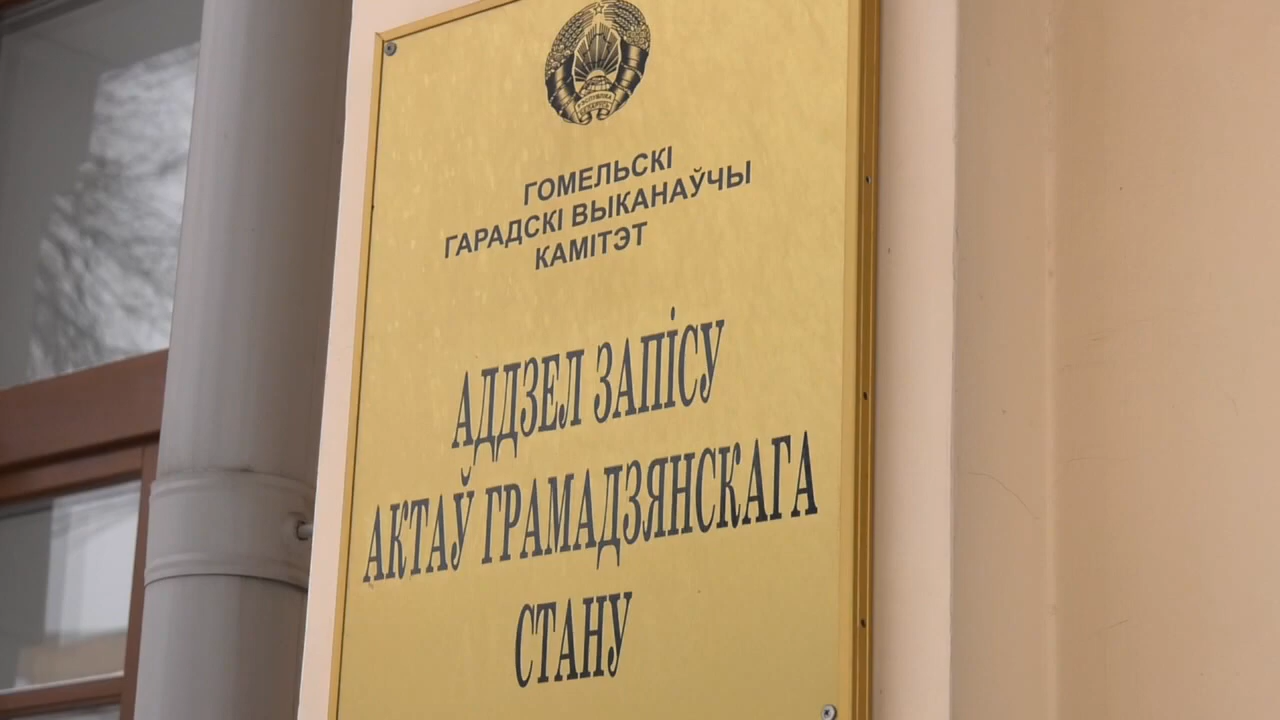 ГОМЕЛЬСКІ
ГАРАДСКІ ВЫКАНАЎЧЫ
КАМІТЭТ
АДДЗЕЛ ЗАПІСУ
АКТАЎ ГРАМАДЗЯНСКАГА
СТАНУ